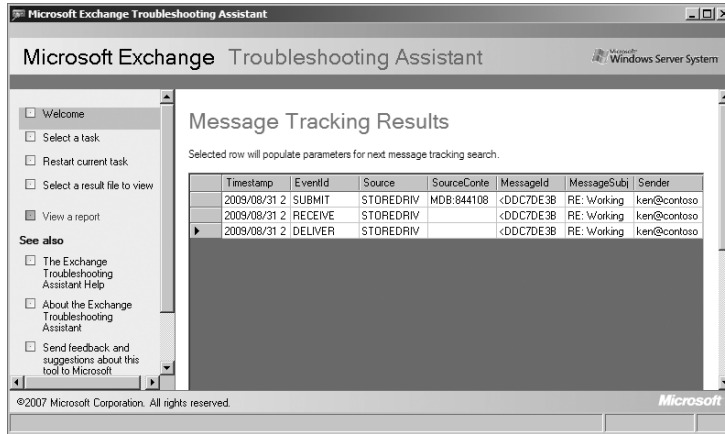 Microsoft Exchange Troubleshooting Assistant
Microsoft Exchange Troubleshooting Assistant
Microsoft
Windows Server System
Welcome
Select a task
Restart current task
Select a result file to view
View a report
See also
The Exchange
Troubleshooting
Assistant Help
About the Exchange
Troubleshooting
Assistant
Send feedback and
suggestions about this
tool to Microsoft
Message Tracking Results
Selected row will populate parameters for next message tracking search.
Timestamp EventId Source SourceConte MessageId MessageSubj Sender
2009/08/31 2 SUBMIT STOREDRIV MDB:844108 <DDC7DE3B RE: Working ken@contoso
2009/08/31 2 RECEIVE STOREDRIV <DDC7DE3B RE: Working ken@contoso
2009/08/31 2 DELIVER STOREDRIV <DDC7DE3B RE: Working ken@contoso
©2007 Microsoft Corporation. All rights reserved.
Microsoft